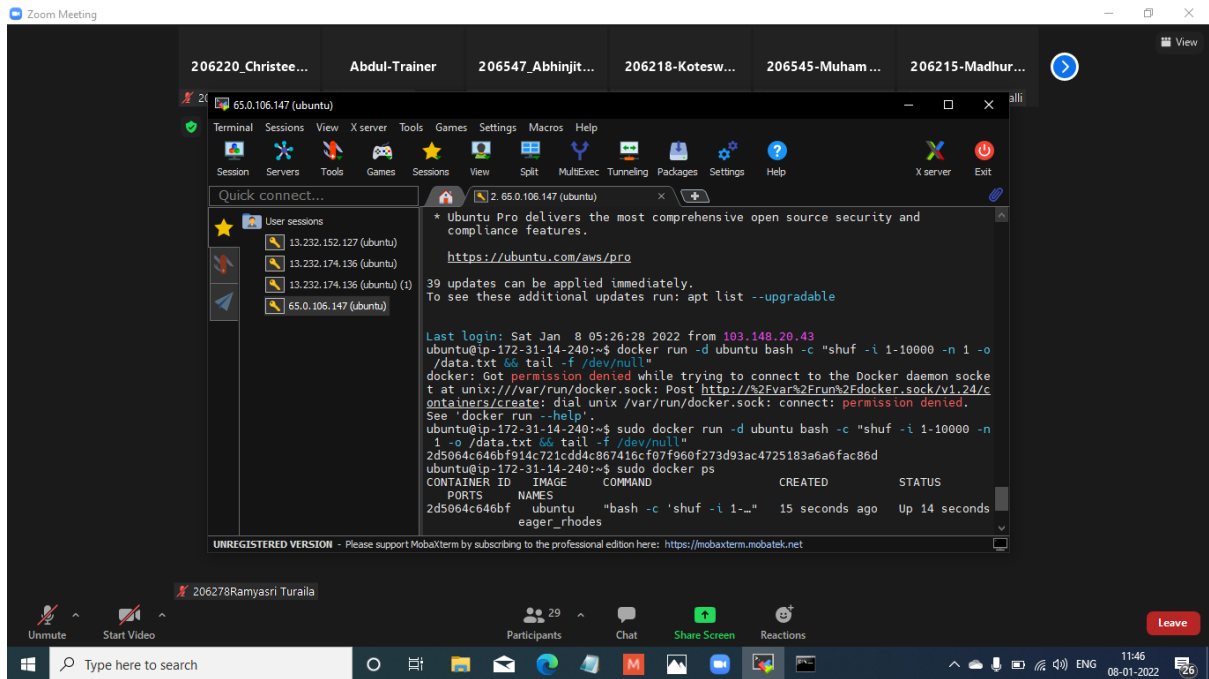 Zoom Meeting
View
206220_Christee... Abdul-Trainer 206547_Abhinjit... 206218-Kotesw... 206545-Muham ... 206215-Madhur...
65.0.106.147 (ubuntu)
Terminal Sessions View X server Tools Games Settings Macros Help
Session Servers Tools Games Sessions View Split MultiExec Tunneling Packages Settings Help X server Exit
Quick connect...
2. 65.0.106.147 (ubuntu)
User sessions
13.232.152.127 (ubuntu)
13.232.174.136 (ubuntu)
13.232.174.136 (ubuntu) (1)
65.0.106.147 (ubuntu)
* Ubuntu Pro delivers the most comprehensive open source security and
compliance features.
https://ubuntu.com/aws/pro
39 updates can be applied immediately.
To see these additional updates run: apt list --upgradable
Last login: Sat Jan  8 05:26:28 2022 from 103.148.20.43
ubuntu@ip-172-31-14-240:~$ docker run -d ubuntu bash -c "shuf -i 1-10000 -n 1 -o
/data.txt && tail -f /dev/null"
docker: Got permission denied while trying to connect to the Docker daemon socke
t at unix:///var/run/docker.sock: Post http://%2Fvar%2Frun%2Fdocker.sock/v1.24/c
ontainers/create: dial unix /var/run/docker.sock: connect: permission denied.
See 'docker run --help'.
ubuntu@ip-172-31-14-240:~$ sudo docker run -d ubuntu bash -c "shuf -i 1-10000 -n
1 -o /data.txt && tail -f /dev/null"
2d5064c646bf914c721cdd4c867416cf07f960f273d93ac4725183a6a6fac86d
ubuntu@ip-172-31-14-240:~$ sudo docker ps
CONTAINER ID IMAGE COMMAND CREATED STATUS
PORTS NAMES
2d5064c646bf ubuntu "bash -c 'shuf -i 1-…" 15 seconds ago Up 14 seconds
eager_rhodes
UNREGISTERED VERSION - Please support MobaXterm by subscribing to the professional edition here: https://mobaxterm.mobatek.net
206278Ramyasri Turaila
29
Unmute Start Video Participants Chat Share Screen Reactions Leave
Type here to search
M
ENG
11:46
08-01-2022
26